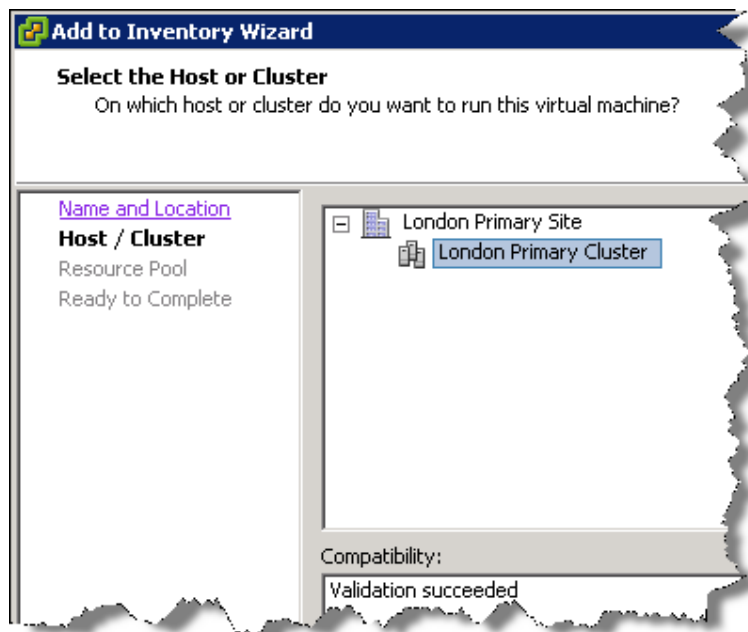 Add to Inventory Wizard
Select the Host or Cluster
On which host or cluster do you want to run this virtual machine?
Name and Location
Host / Cluster
Resource Pool
Ready to Complete
London Primary Site
London Primary Cluster
Compatibility:
Validation succeeded